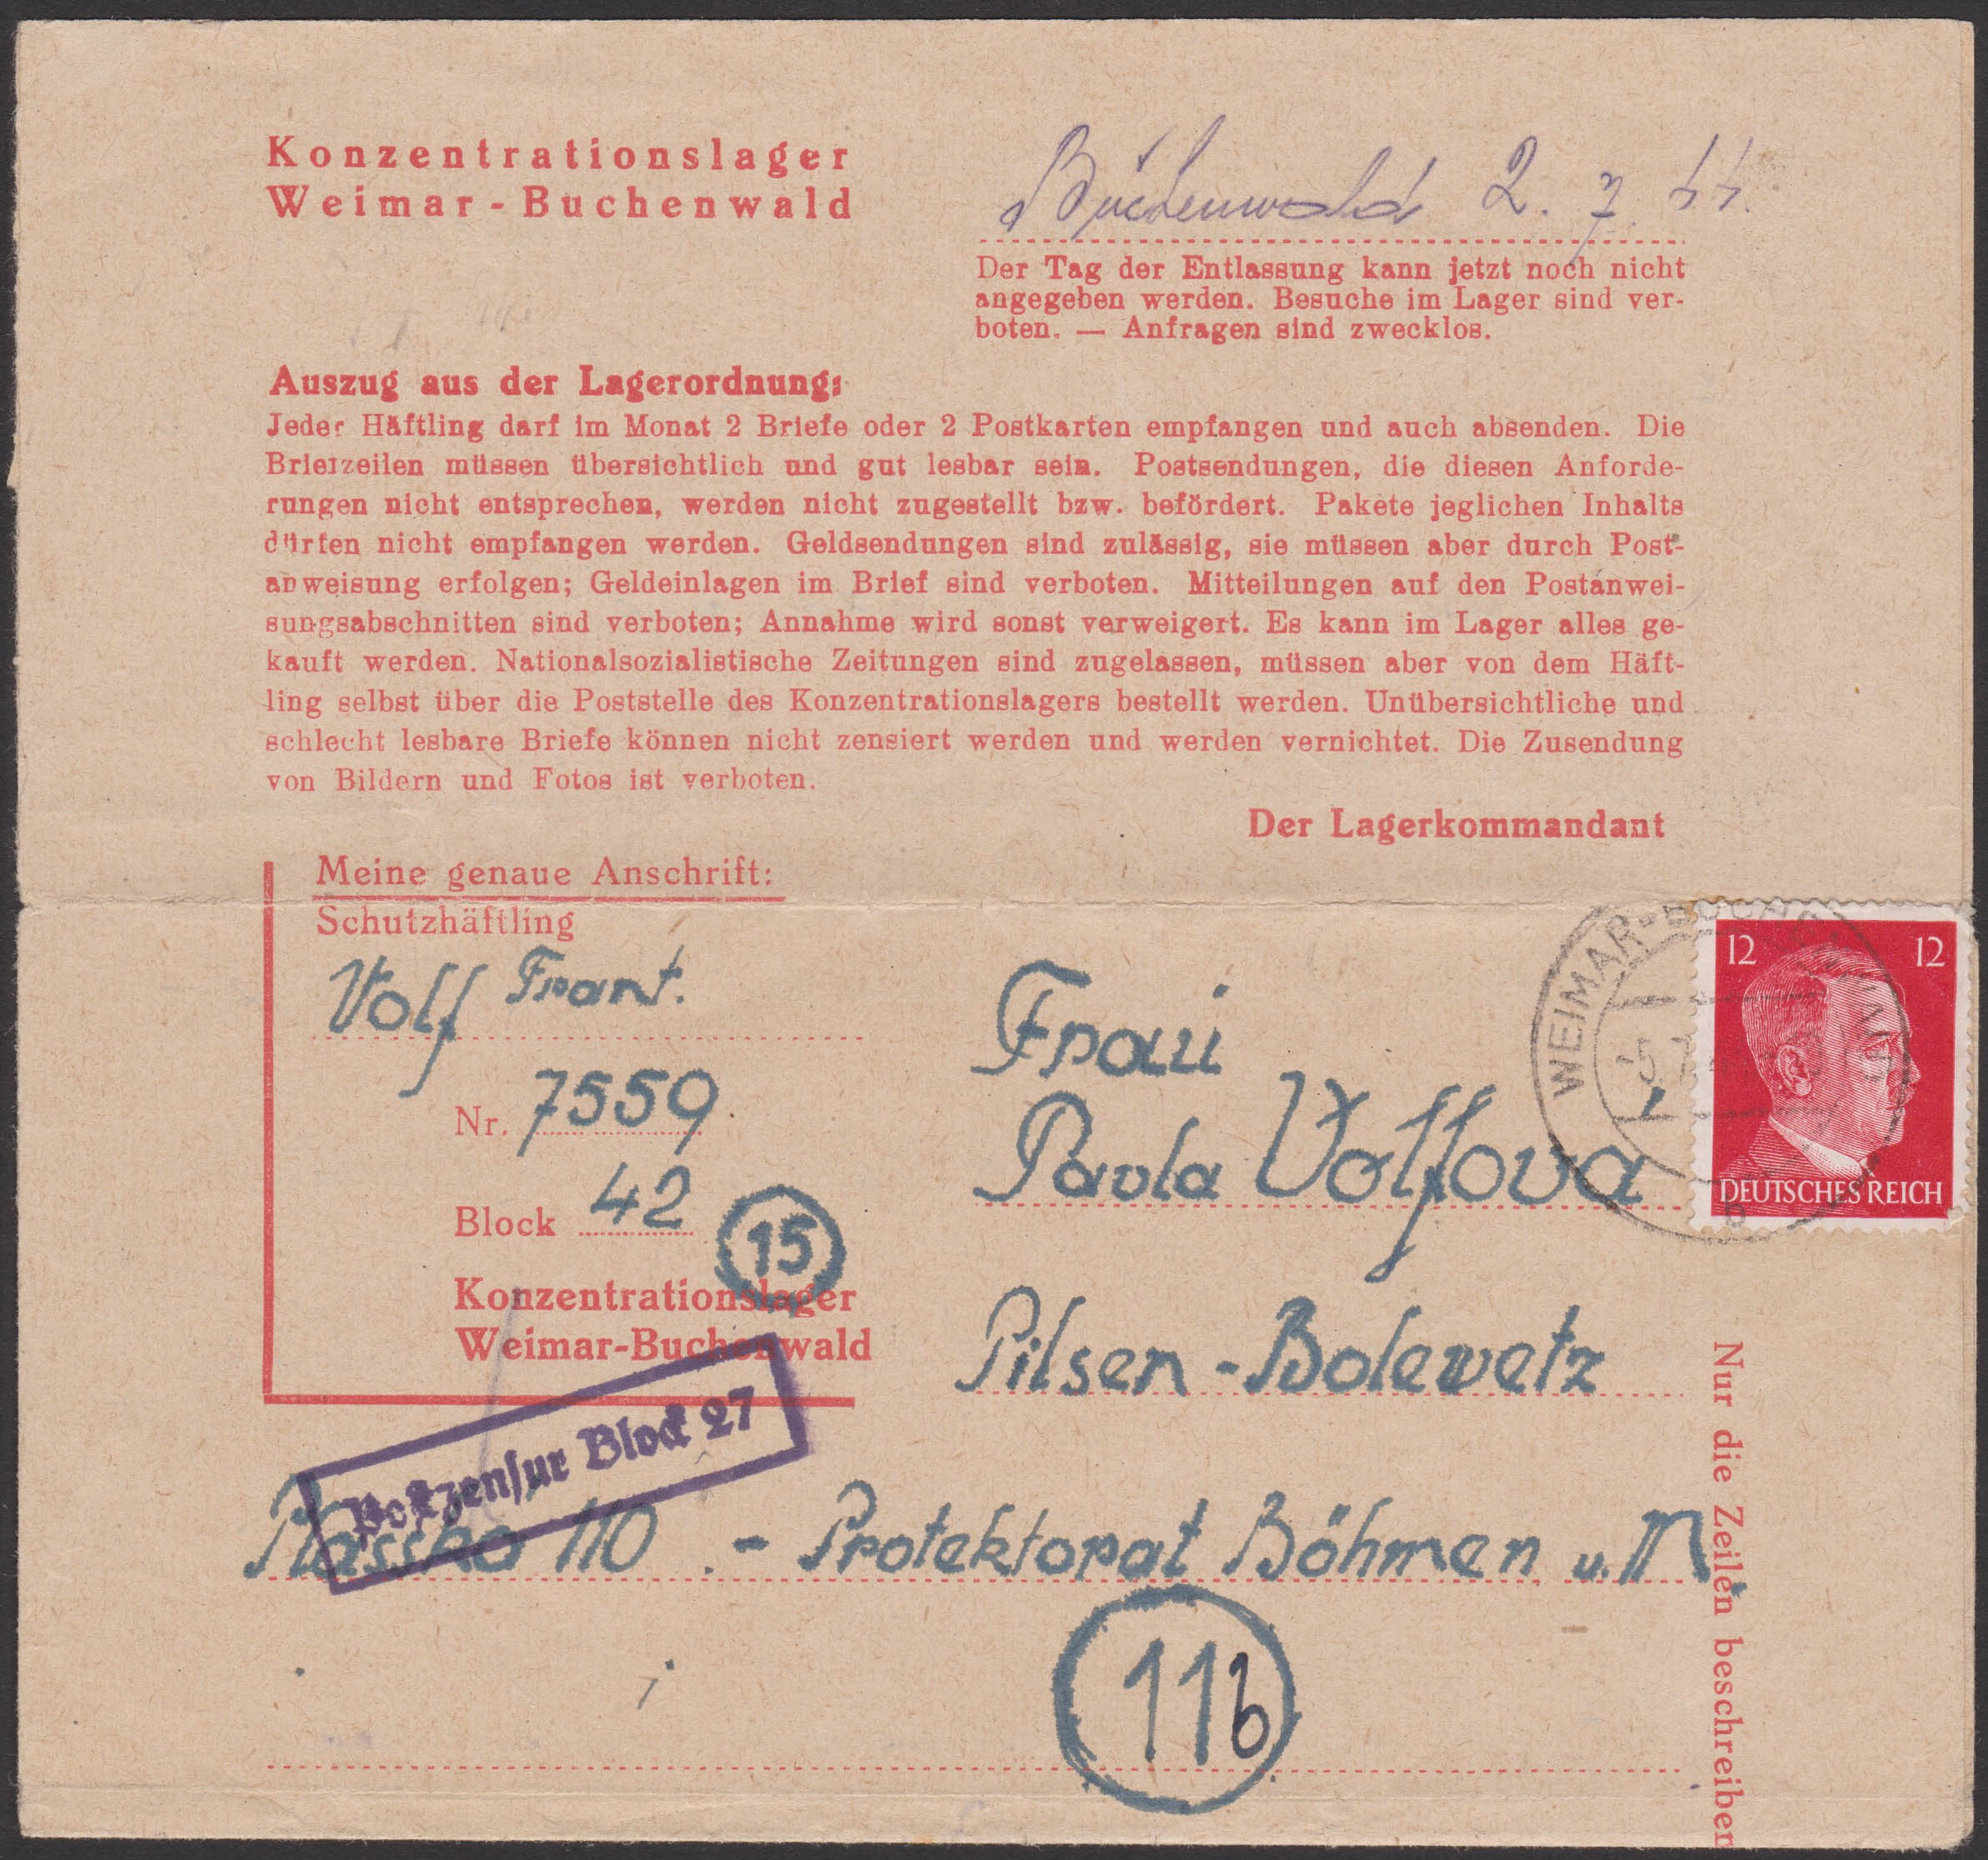 Konzentrationslager
Weimar-Buchenwald
Buchenwald 2. 7. 44.
Der Tag der Entlassung kann jetzt noch nicht
angegeben werden. Besuche im Lager sind ver-
boten. — Anfragen sind zwecklos.
Auszug aus der Lagerordnung:
Jeder Häftling darf im Monat 2 Briefe oder 2 Postkarten empfangen und auch absenden. Die
Briefzeilen müssen übersichtlich und gut lesbar sein. Postsendungen, die diesen Anforde-
rungen nicht entsprechen, werden nicht zugestellt bzw. befördert. Pakete jeglichen Inhalts
dürfen nicht empfangen werden. Geldsendungen sind zulässig, sie müssen aber durch Post-
anweisung erfolgen; Geldeinlagen im Brief sind verboten. Mitteilungen auf den Postanwei-
sungsabschnitten sind verboten; Annahme wird sonst verweigert. Es kann im Lager alles ge-
kauft werden. Nationalsozialistische Zeitungen sind zugelassen, müssen aber von dem Häft-
ling selbst über die Poststelle des Konzentrationslagers bestellt werden. Unübersichtliche und
schlecht lesbare Briefe können nicht zensiert werden und werden vernichtet. Die Zusendung
von Bildern und Fotos ist verboten.
Der Lagerkommandant
Meine genaue Anschrift:
Schutzhäftling
Volf Frant.
Nr. 7559
Block 42
15
Konzentrationslager
Weimar-Buchenwald
Postzensur Block 27
12 12
DEUTSCHES REICH
WEIMAR-BUCHENWALD
-5.7
b
Frau
Pavla Volfova
Pilsen-Bolewetz
110 - Protektorat Böhmen u. M.
11b
Nur die Zeilen beschreiben